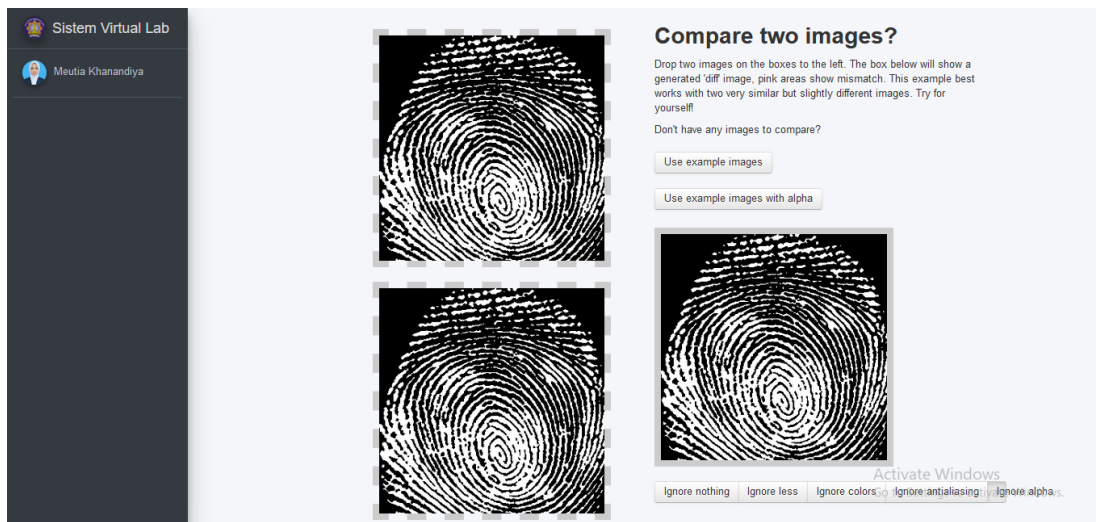 Sistem Virtual Lab
Meutia Khanandiya
Compare two images?
Drop two images on the boxes to the left. The box below will show a
generated 'diff' image, pink areas show mismatch. This example best
works with two very similar but slightly different images. Try for
yourself!
Don't have any images to compare?
Use example images
Use example images with alpha
Activate Windows
Ignore nothing Ignore less Ignore colors Ignore antialiasing Ignore alpha